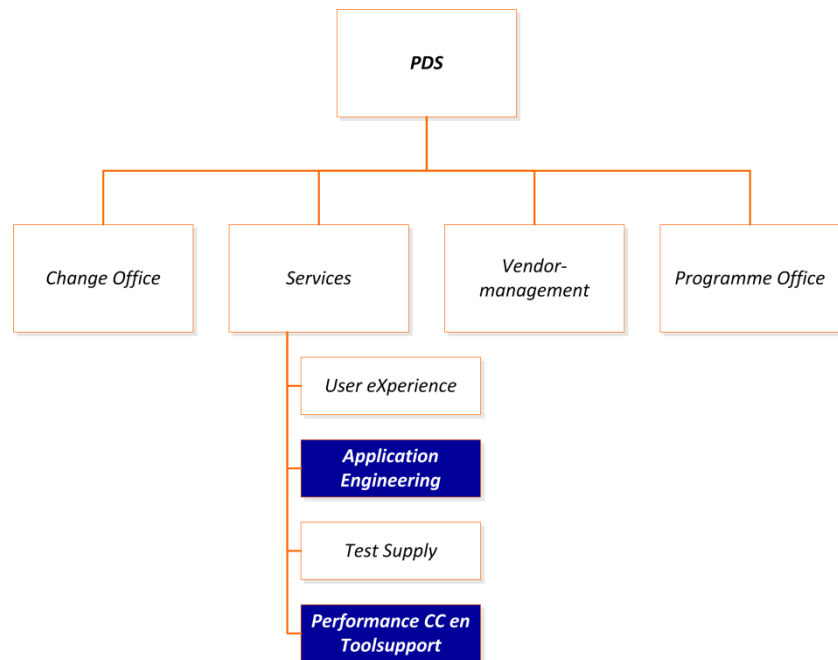 PDS
Change Office
Services
Vendor-
management
Programme Office
User eXperience
Application
Engineering
Test Supply
Performance CC en
Toolsupport